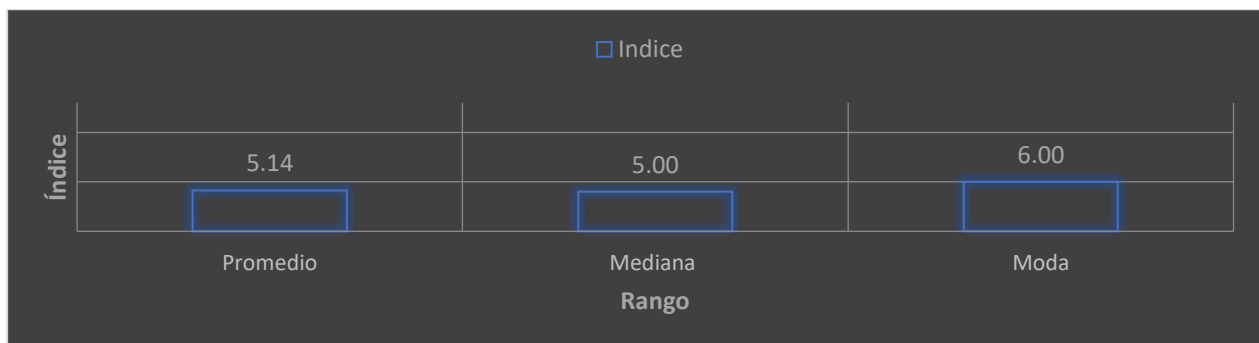 Indice
índice
5.14
5.00
6.00
Promedio
Mediana
Moda
Rango